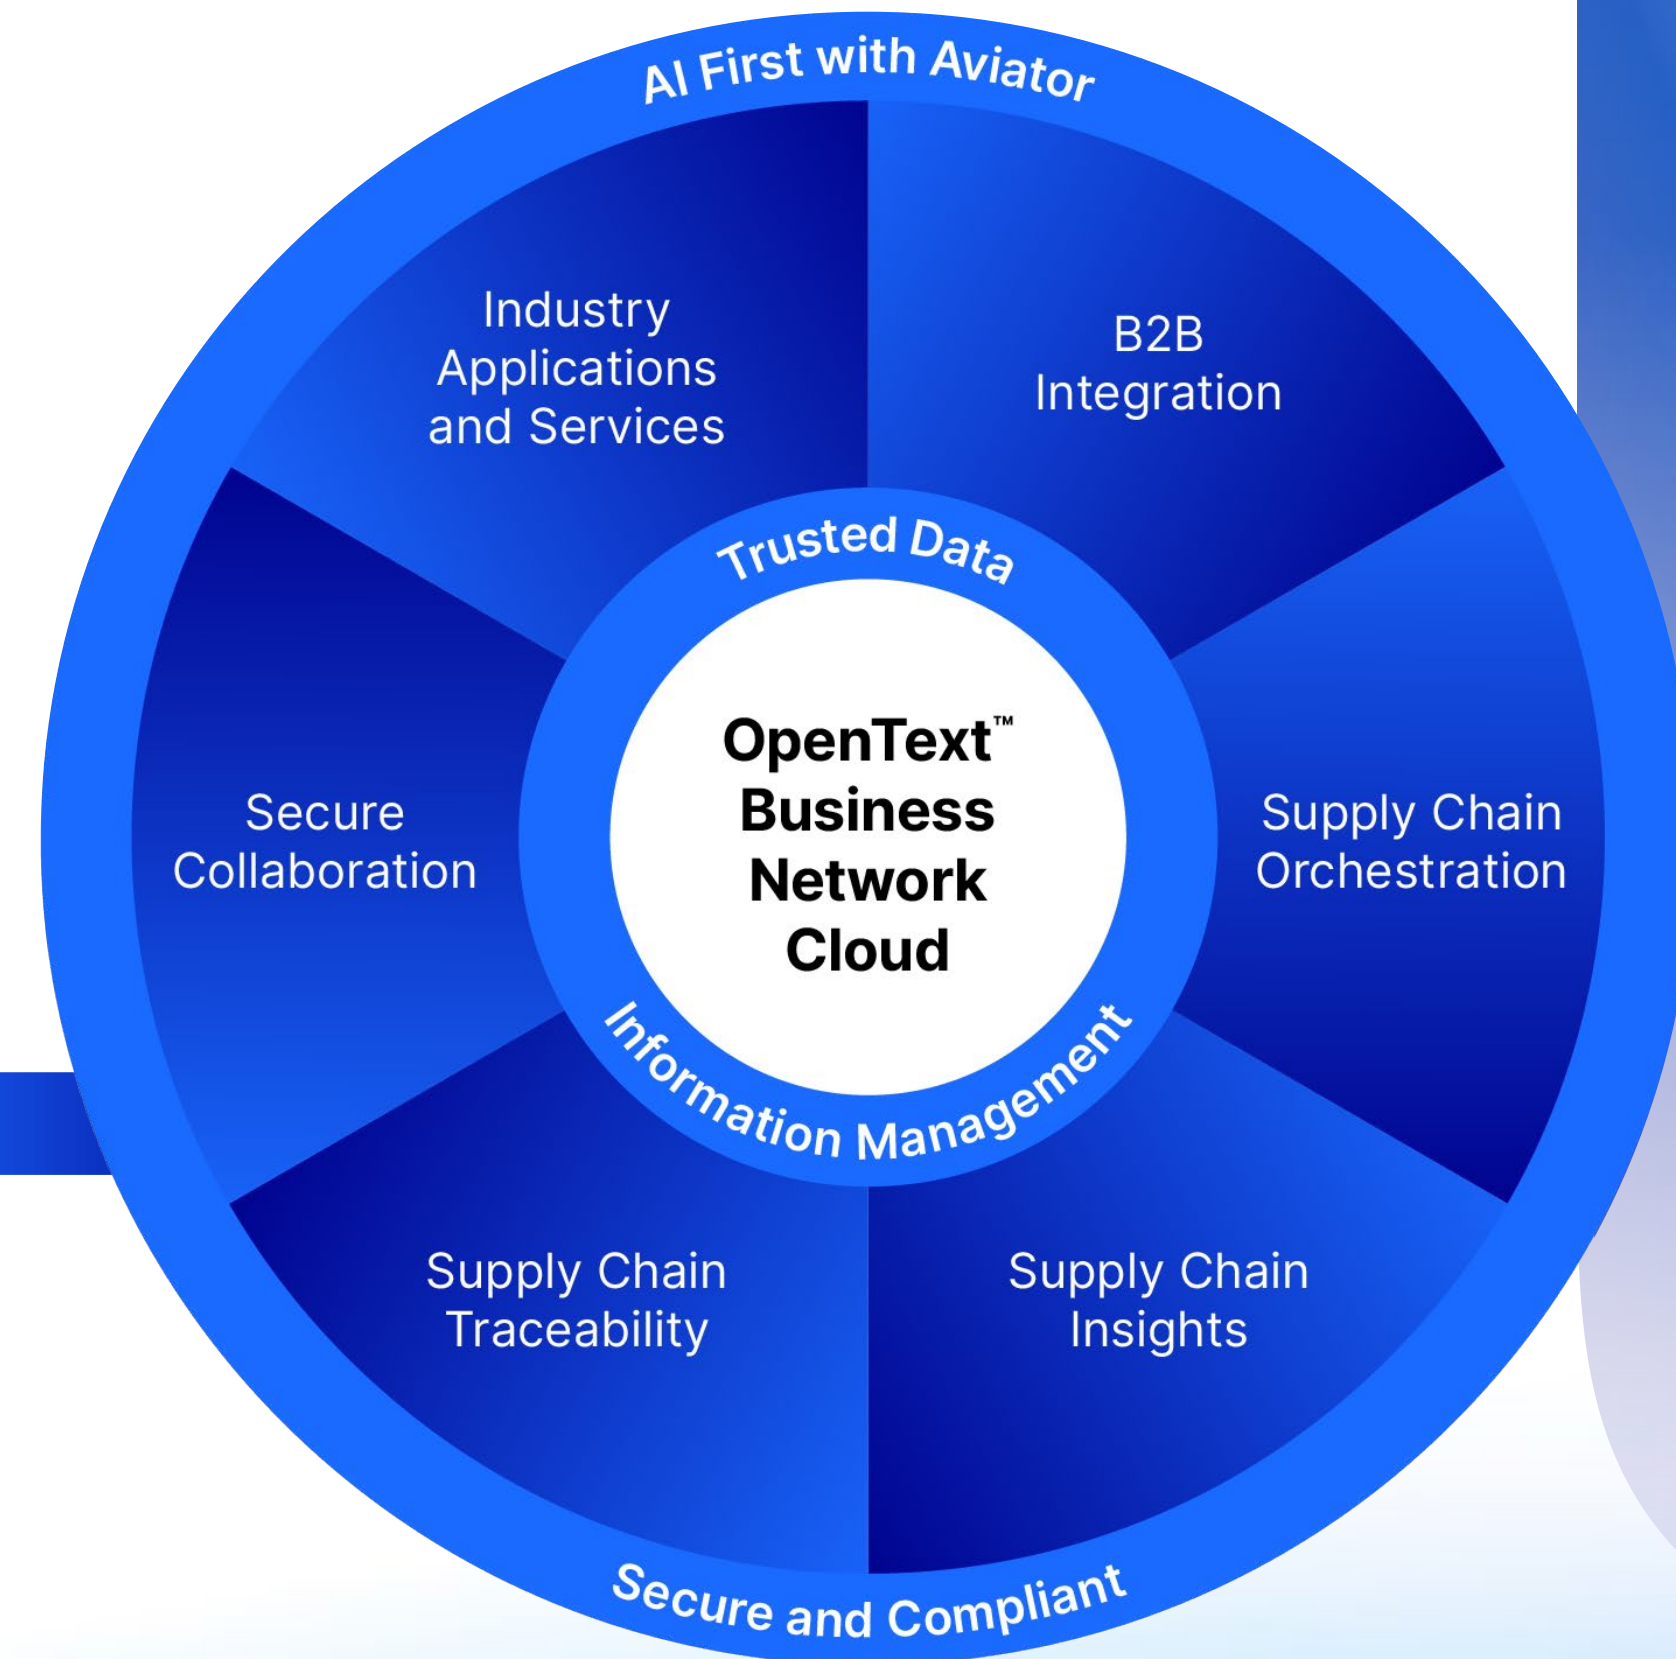 AI First with Aviator
Industry
Applications
and Services
B2B
Integration
Trusted Data
OpenText™
Business
Network
Cloud
Secure
Collaboration
Supply Chain
Orchestration
Information Management
Supply Chain
Traceability
Supply Chain
Insights
Secure and Compliant